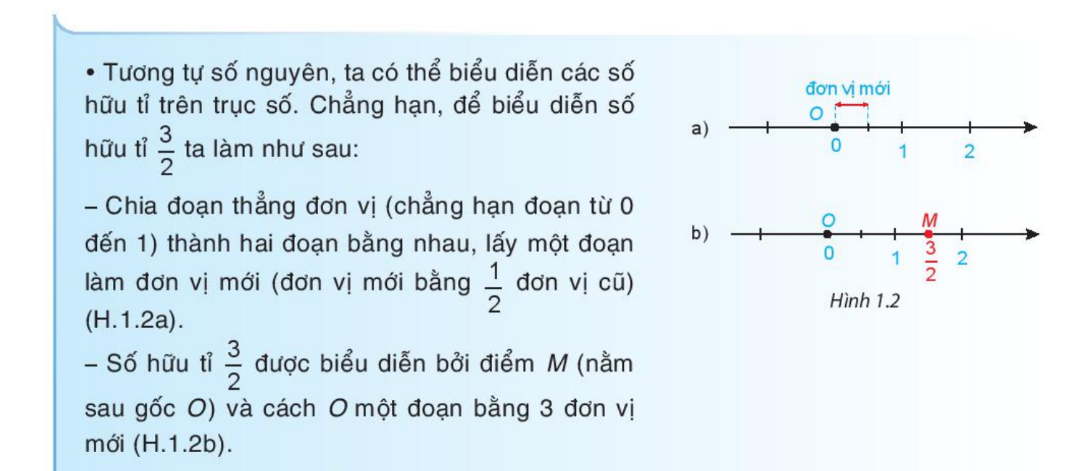 • Tương tự số nguyên, ta có thể biểu diễn các số
hữu tỉ trên trục số. Chẳng hạn, để biểu diễn số
hữu tỉ 3/2 ta làm như sau:
– Chia đoạn thẳng đơn vị (chẳng hạn đoạn từ 0
đến 1) thành hai đoạn bằng nhau, lấy một đoạn
làm đơn vị mới (đơn vị mới bằng 1/2 đơn vị cũ)
(H.1.2a).
– Số hữu tỉ 3/2 được biểu diễn bởi điểm M (nằm
sau gốc O) và cách O một đoạn bằng 3 đơn vị
mới (H.1.2b).
đơn vị mới
O
a)
0 1 2
O M
b)
0 1 3/2 2
Hình 1.2